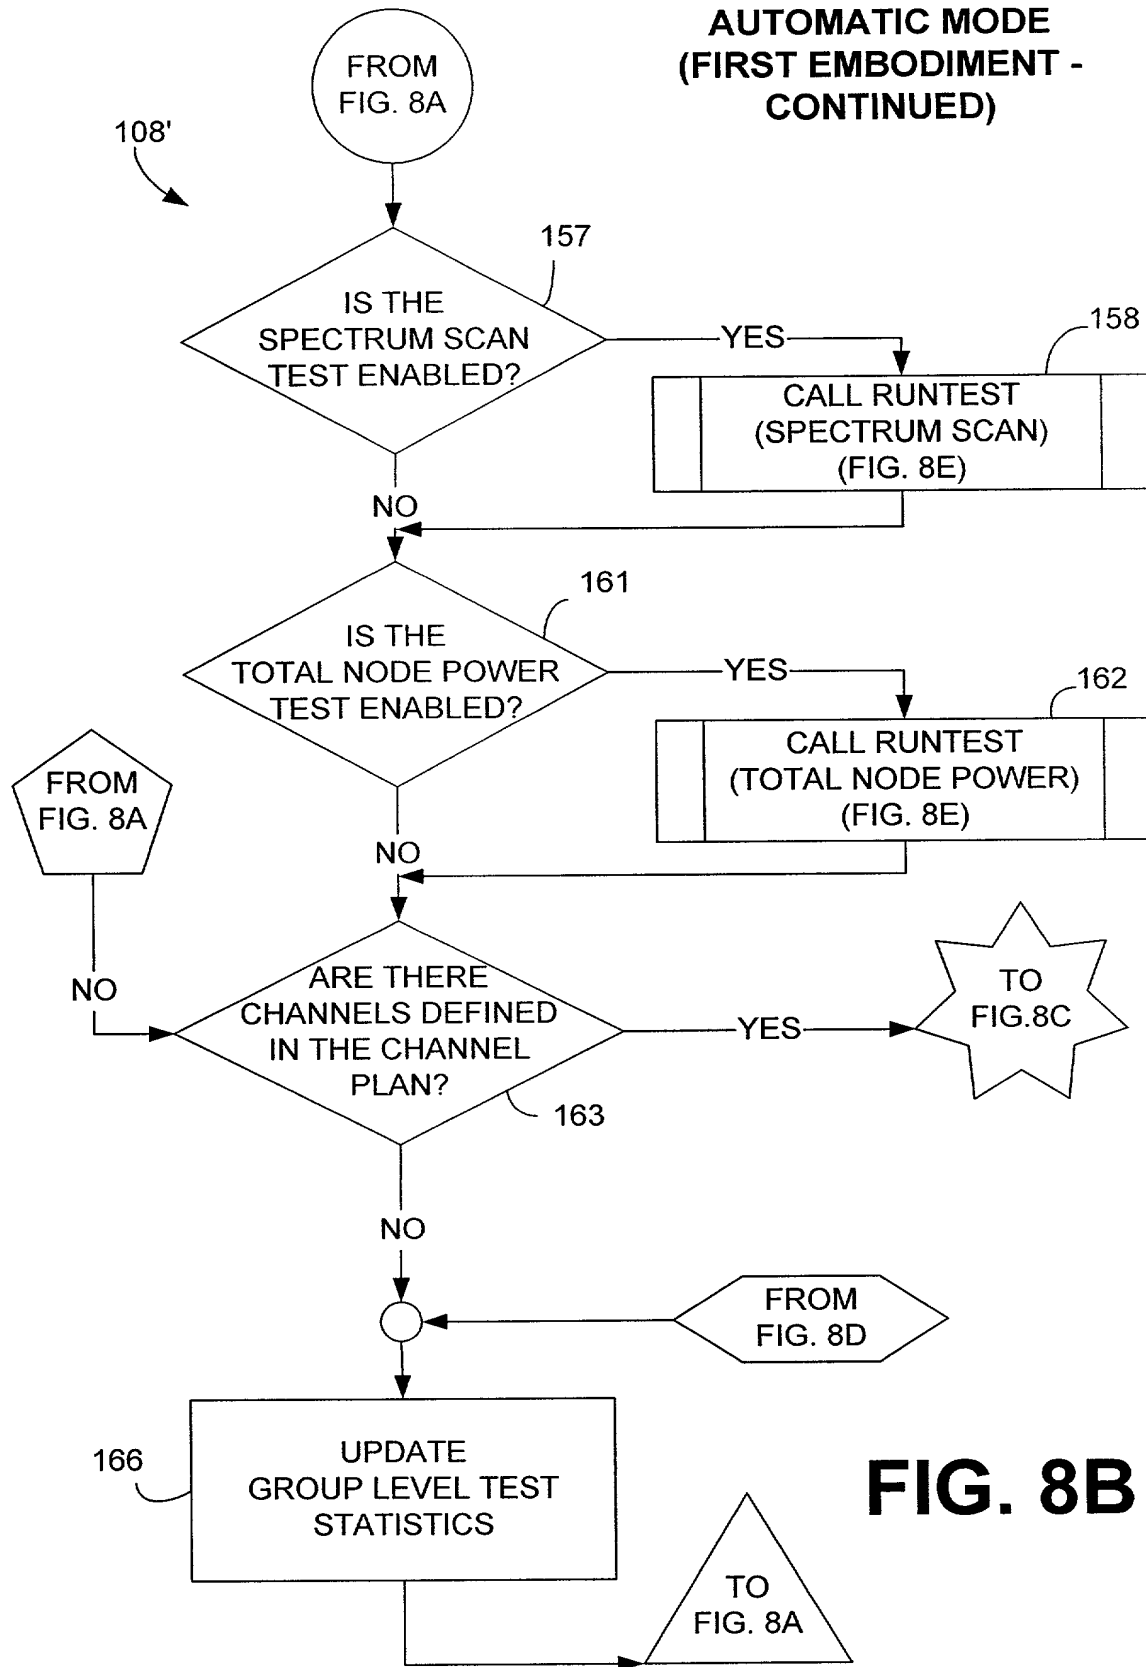 AUTOMATIC MODE
(FIRST EMBODIMENT -
CONTINUED)
FROM
FIG. 8A
108'
157
IS THE
SPECTRUM SCAN
TEST ENABLED?
YES
158
CALL RUNTEST
(SPECTRUM SCAN)
(FIG. 8E)
NO
161
IS THE
TOTAL NODE POWER
TEST ENABLED?
YES
162
CALL RUNTEST
(TOTAL NODE POWER)
(FIG. 8E)
FROM
FIG. 8A
NO
NO
ARE THERE
CHANNELS DEFINED
IN THE CHANNEL
PLAN?
YES
TO
FIG.8C
163
NO
FROM
FIG. 8D
166
UPDATE
GROUP LEVEL TEST
STATISTICS
FIG. 8B
TO
FIG. 8A